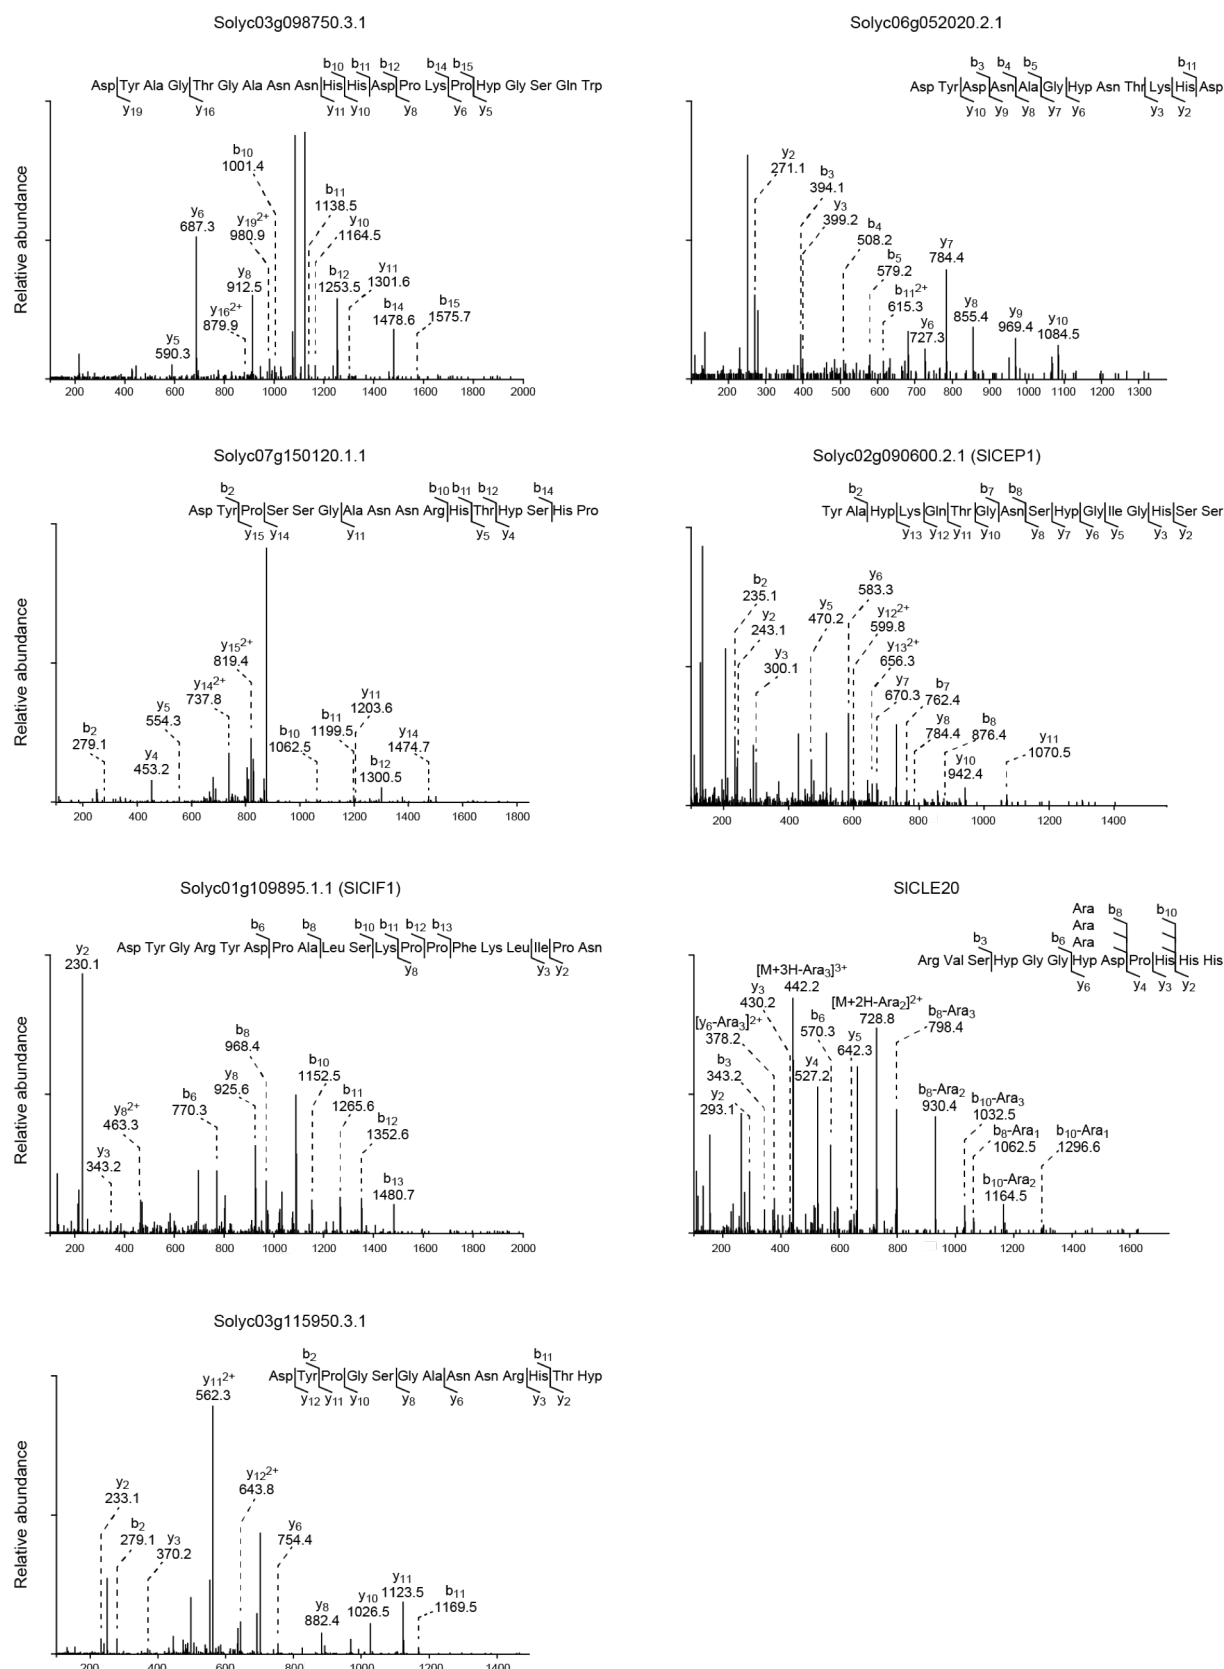 Solyc03g098750.3.1
b10 b11 b12 b14 b15
Asp Tyr Ala Gly Thr Gly Ala Asn Asn His His Asp Pro Lys Pro Hyp Gly Ser Gln Trp
y19 y16 y11 y10 y8 y6 y5
Relative abundance
b10
1001.4
y6
687.3
y19 2+
980.9
b11
1138.5
y10
1164.5
y8
912.5
b12
1253.5
y11
1301.6
y16 2+
879.9
b14
1478.6
b15
1575.7
y5
590.3
200 400 600 800 1000 1200 1400 1600 1800 2000
Solyc06g052020.2.1
b3 b4 b5 b11
Asp Tyr Asp Asn Ala Gly Hyp Asn Thr Lys His Asp
y10 y9 y8 y7 y6 y3 y2
y2
271.1
b3
394.1
y3
399.2
b4
508.2
b5
579.2
b11 2+
615.3
y6
727.3
y7
784.4
y8
855.4
y9
969.4
y10
1084.5
200 300 400 500 600 700 800 900 1000 1100 1200 1300
Solyc07g150120.1.1
b2 b10 b11 b12 b14
Asp Tyr Pro Ser Ser Gly Ala Asn Asn Arg His Thr Hyp Ser His Pro
y15 y14 y11 y5 y4
Relative abundance
y15 2+
819.4
y14 2+
737.8
y5
554.3
b2
279.1
y4
453.2
b10
1062.5
b11
1199.5
y11
1203.6
b12
1300.5
y14
1474.7
200 400 600 800 1000 1200 1400 1600 1800
Solyc02g090600.2.1 (SlCEP1)
b2 b7 b8
Tyr Ala Hyp Lys Gln Thr Gly Asn Ser Hyp Gly Ile Gly His Ser Ser
y13 y12 y11 y10 y8 y7 y6 y5 y3 y2
b2
235.1
y2
243.1
y3
300.1
y5
470.2
y6
583.3
y12 2+
599.8
y13 2+
656.3
y7
670.3
b7
762.4
y8
784.4
b8
876.4
y10
942.4
y11
1070.5
200 400 600 800 1000 1200 1400
Solyc01g109895.1.1 (SlCIF1)
b6 b8 b10 b11 b12 b13
Asp Tyr Gly Arg Tyr Asp Pro Ala Leu Ser Lys Pro Pro Phe Lys Leu Ile Pro Asn
y8 y3 y2
Relative abundance
y2
230.1
y3
343.2
y8 2+
463.3
b6
770.3
y8
925.6
b8
968.4
b10
1152.5
b11
1265.6
b12
1352.6
b13
1480.7
200 400 600 800 1000 1200 1400 1600 1800 2000
SlCLE20
Ara
Ara
Ara
b3 b6 b8 b10
Arg Val Ser Hyp Gly Gly Hyp Asp Pro His His His
y6 y4 y3 y2
[M+3H-Ara3]3+
442.2
y3
430.2
[y6-Ara3]2+
378.2
b3
343.2
y2
293.1
b6
570.3
y4
527.2
y5
642.3
[M+2H-Ara2]2+
728.8
b8-Ara3
798.4
b8-Ara2
930.4
b10-Ara3
1032.5
b8-Ara1
1062.5
b10-Ara2
1164.5
b10-Ara1
1296.6
200 400 600 800 1000 1200 1400 1600
Solyc03g115950.3.1
b2 b11
Asp Tyr Pro Gly Ser Gly Ala Asn Asn Arg His Thr Hyp
y12 y11 y10 y8 y6 y3 y2
Relative abundance
y11 2+
562.3
y2
233.1
b2
279.1
y3
370.2
y12 2+
643.8
y6
754.4
y8
882.4
y10
1026.5
y11
1123.5
b11
1169.5
200 400 600 800 1000 1200 1400